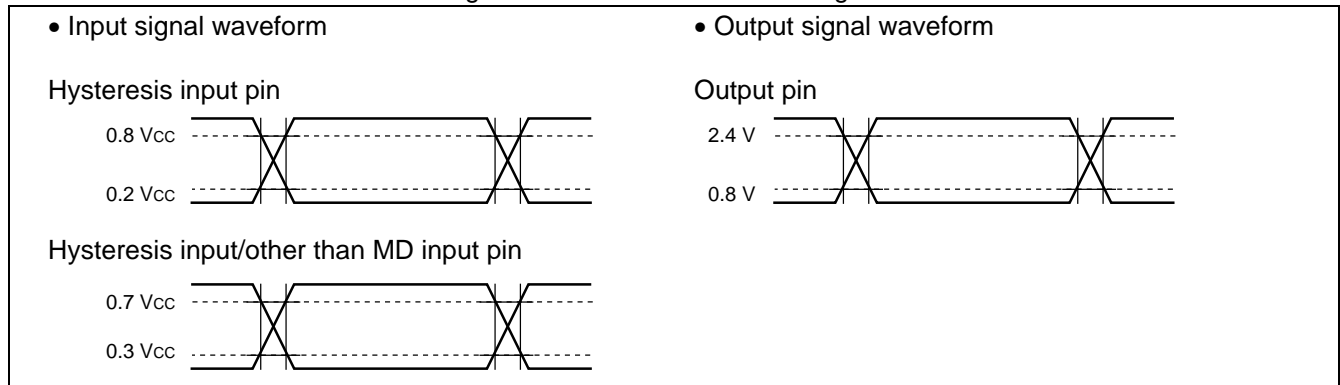 • Input signal waveform
Hysteresis input pin
0.8 Vcc
0.2 Vcc
Hysteresis input/other than MD input pin
0.7 Vcc
0.3 Vcc
• Output signal waveform
Output pin
2.4 V
0.8 V